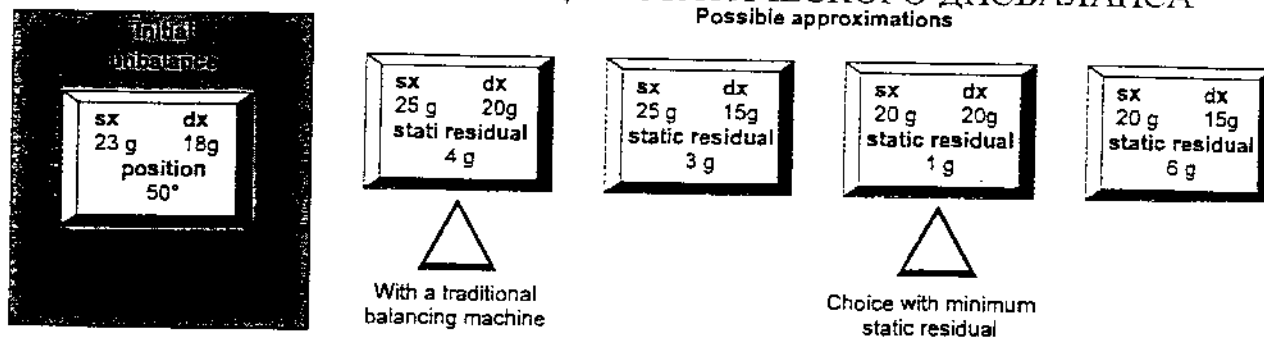 Possible approximations
Initial
unbalance
sx dx
23 g 18g
position
50°
sx dx
25 g 20g
stati residual
4 g
sx dx
25 g 15g
static residual
3 g
sx dx
20 g 20g
static residual
1 g
sx dx
20 g 15g
static residual
6 g
With a traditional
balancing machine
Choice with minimum
static residual